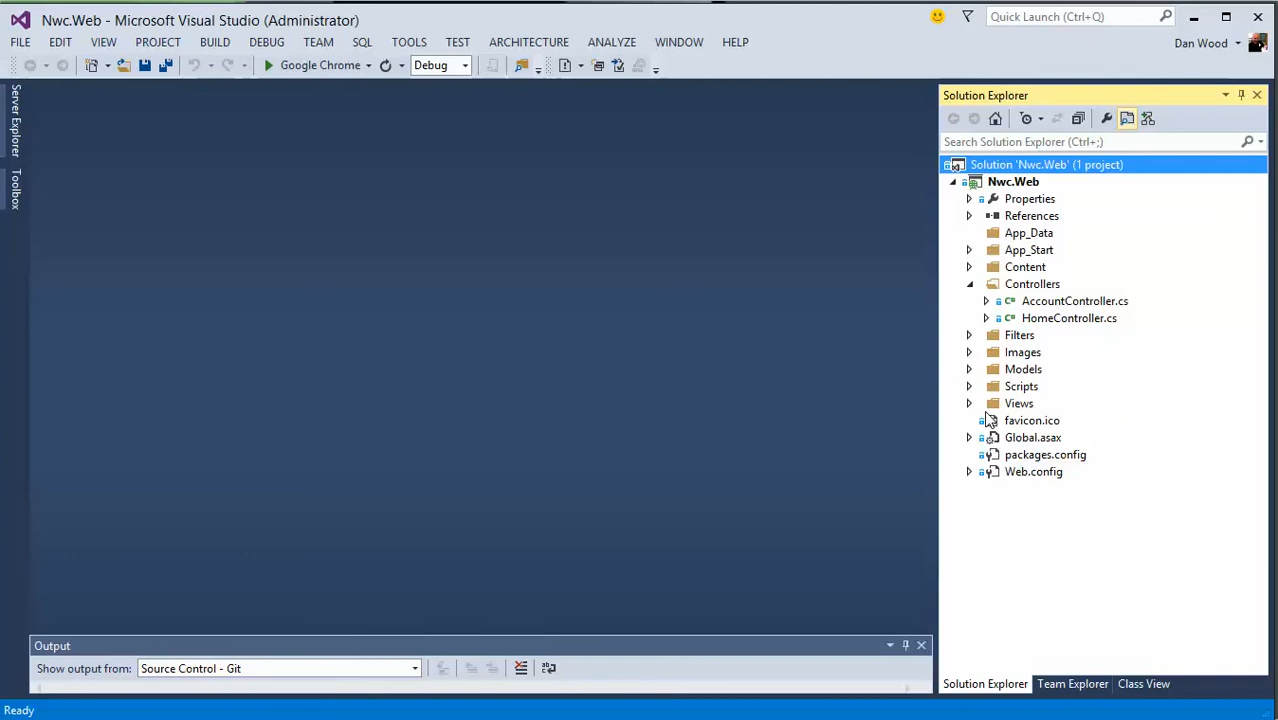 Nwc.Web - Microsoft Visual Studio (Administrator)
Quick Launch (Ctrl+Q)
FILE EDIT VIEW PROJECT BUILD DEBUG TEAM SQL TOOLS TEST ARCHITECTURE ANALYZE WINDOW HELP
Dan Wood
Google Chrome
Debug
Server Explorer
Toolbox
Solution Explorer
Search Solution Explorer (Ctrl+;)
Solution 'Nwc.Web' (1 project)
Nwc.Web
Properties
References
App_Data
App_Start
Content
Controllers
AccountController.cs
HomeController.cs
Filters
Images
Models
Scripts
Views
favicon.ico
Global.asax
packages.config
Web.config
Output
Show output from: Source Control - Git
Solution Explorer Team Explorer Class View
Ready